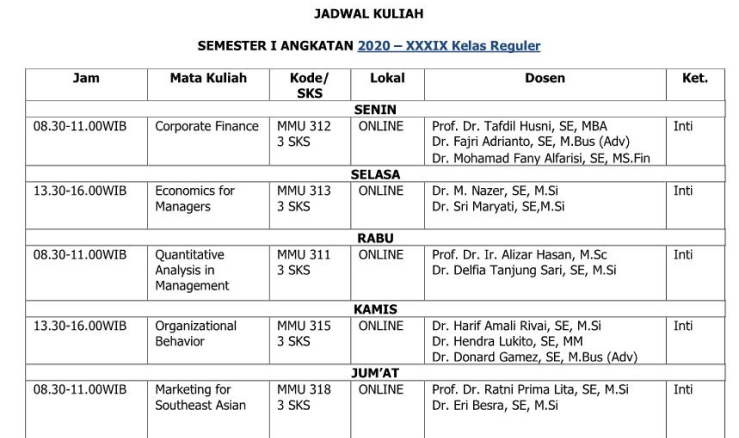 JADWAL KULIAH
SEMESTER I ANGKATAN 2020 – XXXIX Kelas Reguler
Jam Mata Kuliah Kode/ SKS Lokal Dosen Ket.
SENIN
08.30-11.00WIB Corporate Finance MMU 312 ONLINE Prof. Dr. Tafdil Husni, SE, MBA Inti
3 SKS Dr. Fajri Adrianto, SE, M.Bus (Adv)
Dr. Mohamad Fany Alfarisi, SE, MS.Fin
SELASA
13.30-16.00WIB Economics for MMU 313 ONLINE Dr. M. Nazer, SE, M.Si Inti
Managers 3 SKS Dr. Sri Maryati, SE,M.Si
RABU
08.30-11.00WIB Quantitative MMU 311 ONLINE Prof. Dr. Ir. Alizar Hasan, M.Sc Inti
Analysis in 3 SKS Dr. Delfia Tanjung Sari, SE, M.Si
Management
KAMIS
13.30-16.00WIB Organizational MMU 315 ONLINE Dr. Harif Amali Rivai, SE, M.Si Inti
Behavior 3 SKS Dr. Hendra Lukito, SE, MM
Dr. Donard Gamez, SE, M.Bus (Adv)
JUM'AT
08.30-11.00WIB Marketing for MMU 318 ONLINE Prof. Dr. Ratni Prima Lita, SE, M.Si Inti
Southeast Asian 3 SKS Dr. Eri Besra, SE, M.Si